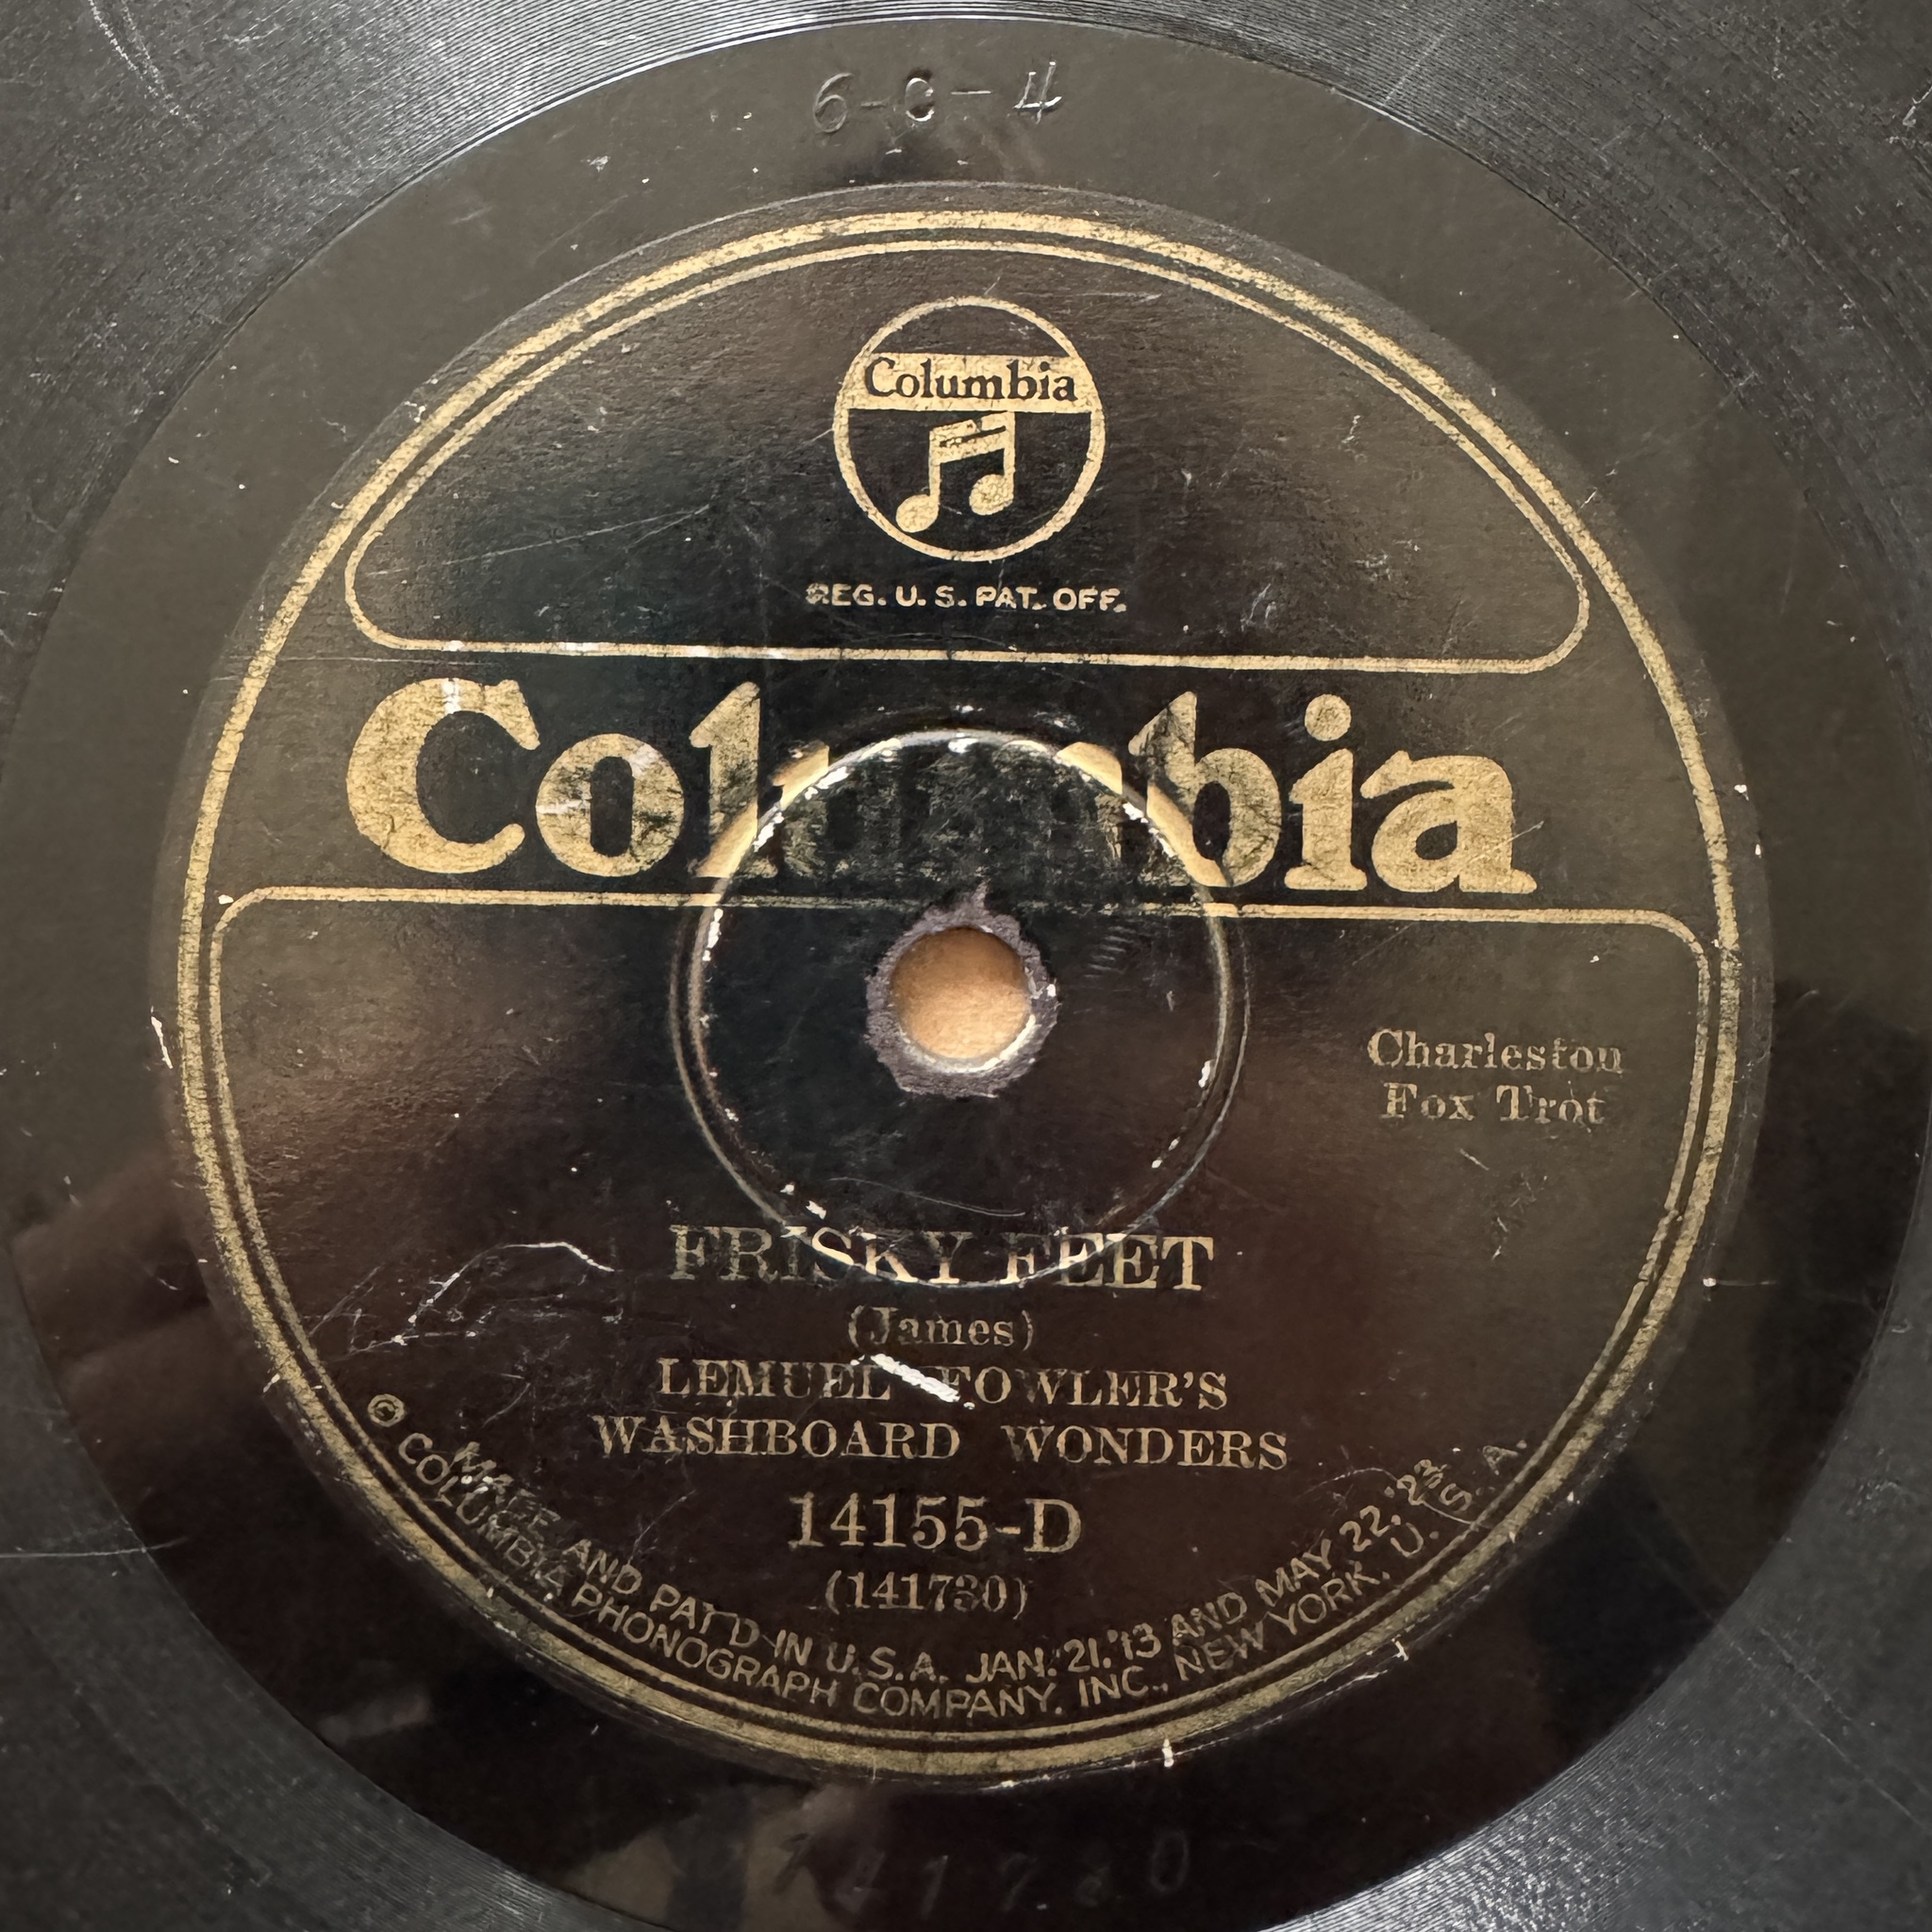 6-C-4
Columbia
REG. U. S. PAT. OFF.
Columbia
Charleston
Fox Trot
FRISKY FEET
(James)
LEMUEL FOWLER'S
WASHBOARD WONDERS
14155-D
(141730)
MADE AND PAT'D IN U.S.A. JAN. 21, '13 AND MAY 22, '23
© COLUMBIA PHONOGRAPH COMPANY, INC., NEW YORK, U. S. A.
141730